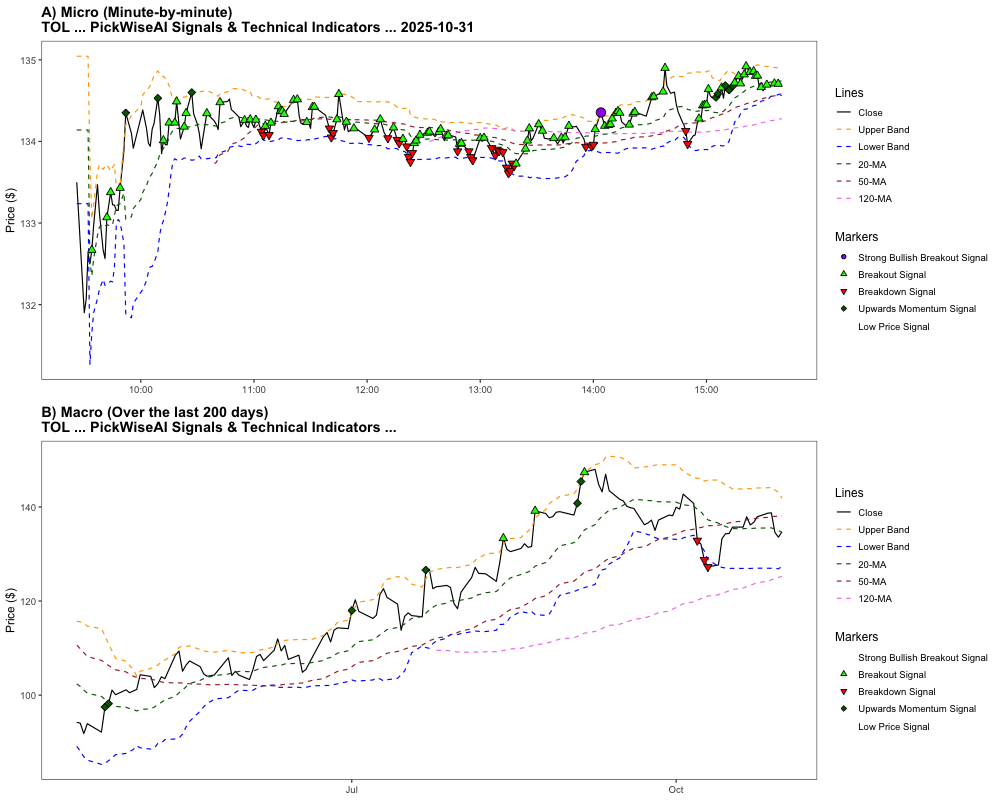 A) Micro (Minute-by-minute)
TOL ... PickWiseAI Signals & Technical Indicators ... 2025-10-31
Price ($)
135
134
133
132
10:00
11:00
12:00
13:00
14:00
15:00
Lines
Close
Upper Band
Lower Band
20-MA
50-MA
120-MA
Markers
Strong Bullish Breakout Signal
Breakout Signal
Breakdown Signal
Upwards Momentum Signal
Low Price Signal
B) Macro (Over the last 200 days)
TOL ... PickWiseAI Signals & Technical Indicators ...
Price ($)
140
120
100
Jul
Oct
Lines
Close
Upper Band
Lower Band
20-MA
50-MA
120-MA
Markers
Strong Bullish Breakout Signal
Breakout Signal
Breakdown Signal
Upwards Momentum Signal
Low Price Signal